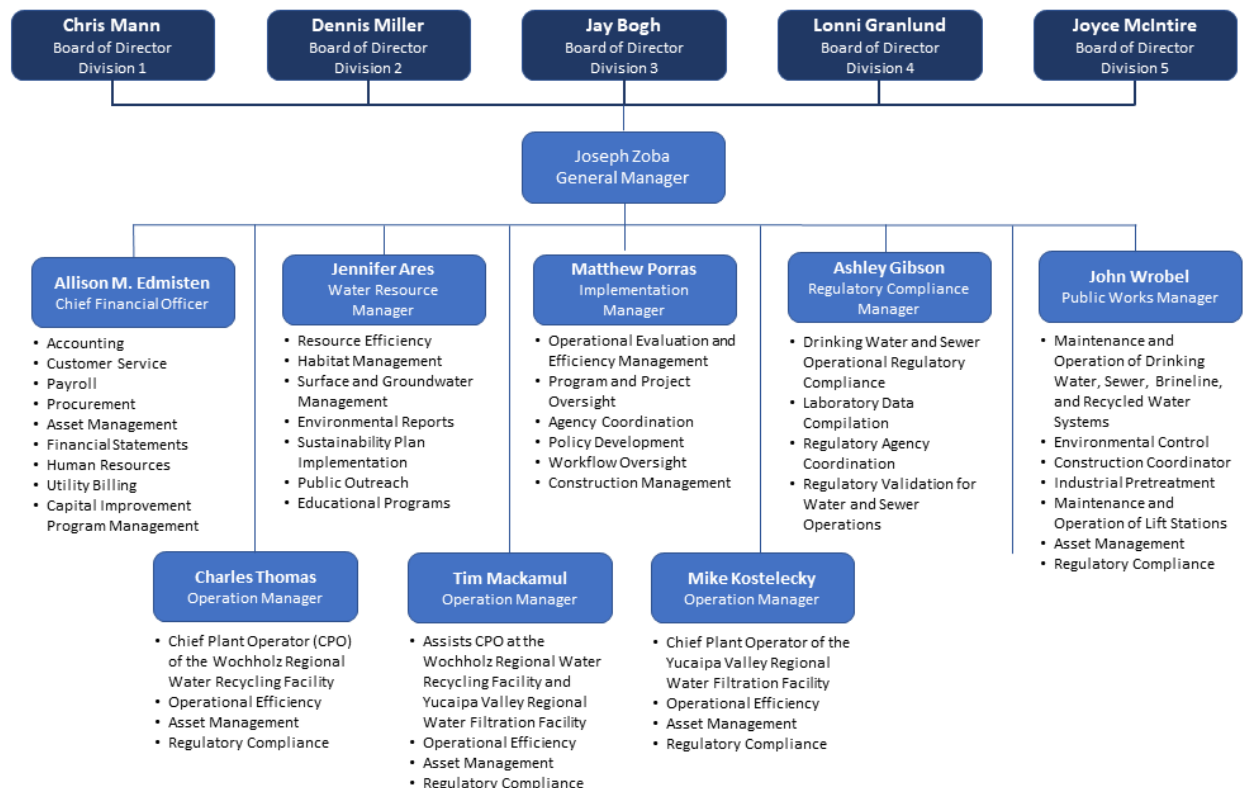 Chris Mann
Board of Director
Division 1
Dennis Miller
Board of Director
Division 2
Jay Bogh
Board of Director
Division 3
Lonni Granlund
Board of Director
Division 4
Joyce McIntire
Board of Director
Division 5
Joseph Zoba
General Manager
Allison M. Edmisten
Chief Financial Officer
• Accounting
• Customer Service
• Payroll
• Procurement
• Asset Management
• Financial Statements
• Human Resources
• Utility Billing
• Capital Improvement
Program Management
Jennifer Ares
Water Resource
Manager
• Resource Efficiency
• Habitat Management
• Surface and Groundwater
Management
• Environmental Reports
• Sustainability Plan
Implementation
• Public Outreach
• Educational Programs
Matthew Porras
Implementation
Manager
• Operational Evaluation and
Efficiency Management
• Program and Project
Oversight
• Agency Coordination
• Policy Development
• Workflow Oversight
• Construction Management
Ashley Gibson
Regulatory Compliance
Manager
• Drinking Water and Sewer
Operational Regulatory
Compliance
• Laboratory Data
Compilation
• Regulatory Agency
Coordination
• Regulatory Validation for
Water and Sewer
Operations
John Wrobel
Public Works Manager
• Maintenance and
Operation of Drinking
Water, Sewer, Brineline,
and Recycled Water
Systems
• Environmental Control
• Construction Coordinator
• Industrial Pretreatment
• Maintenance and
Operation of Lift Stations
• Asset Management
• Regulatory Compliance
Charles Thomas
Operation Manager
• Chief Plant Operator (CPO)
of the Wochholz Regional
Water Recycling Facility
• Operational Efficiency
• Asset Management
• Regulatory Compliance
Tim Mackamul
Operation Manager
• Assists CPO at the
Wochholz Regional Water
Recycling Facility and
Yucaipa Valley Regional
Water Filtration Facility
• Operational Efficiency
• Asset Management
• Regulatory Compliance
Mike Kostelecky
Operation Manager
• Chief Plant Operator of the
Yucaipa Valley Regional
Water Filtration Facility
• Operational Efficiency
• Asset Management
• Regulatory Compliance